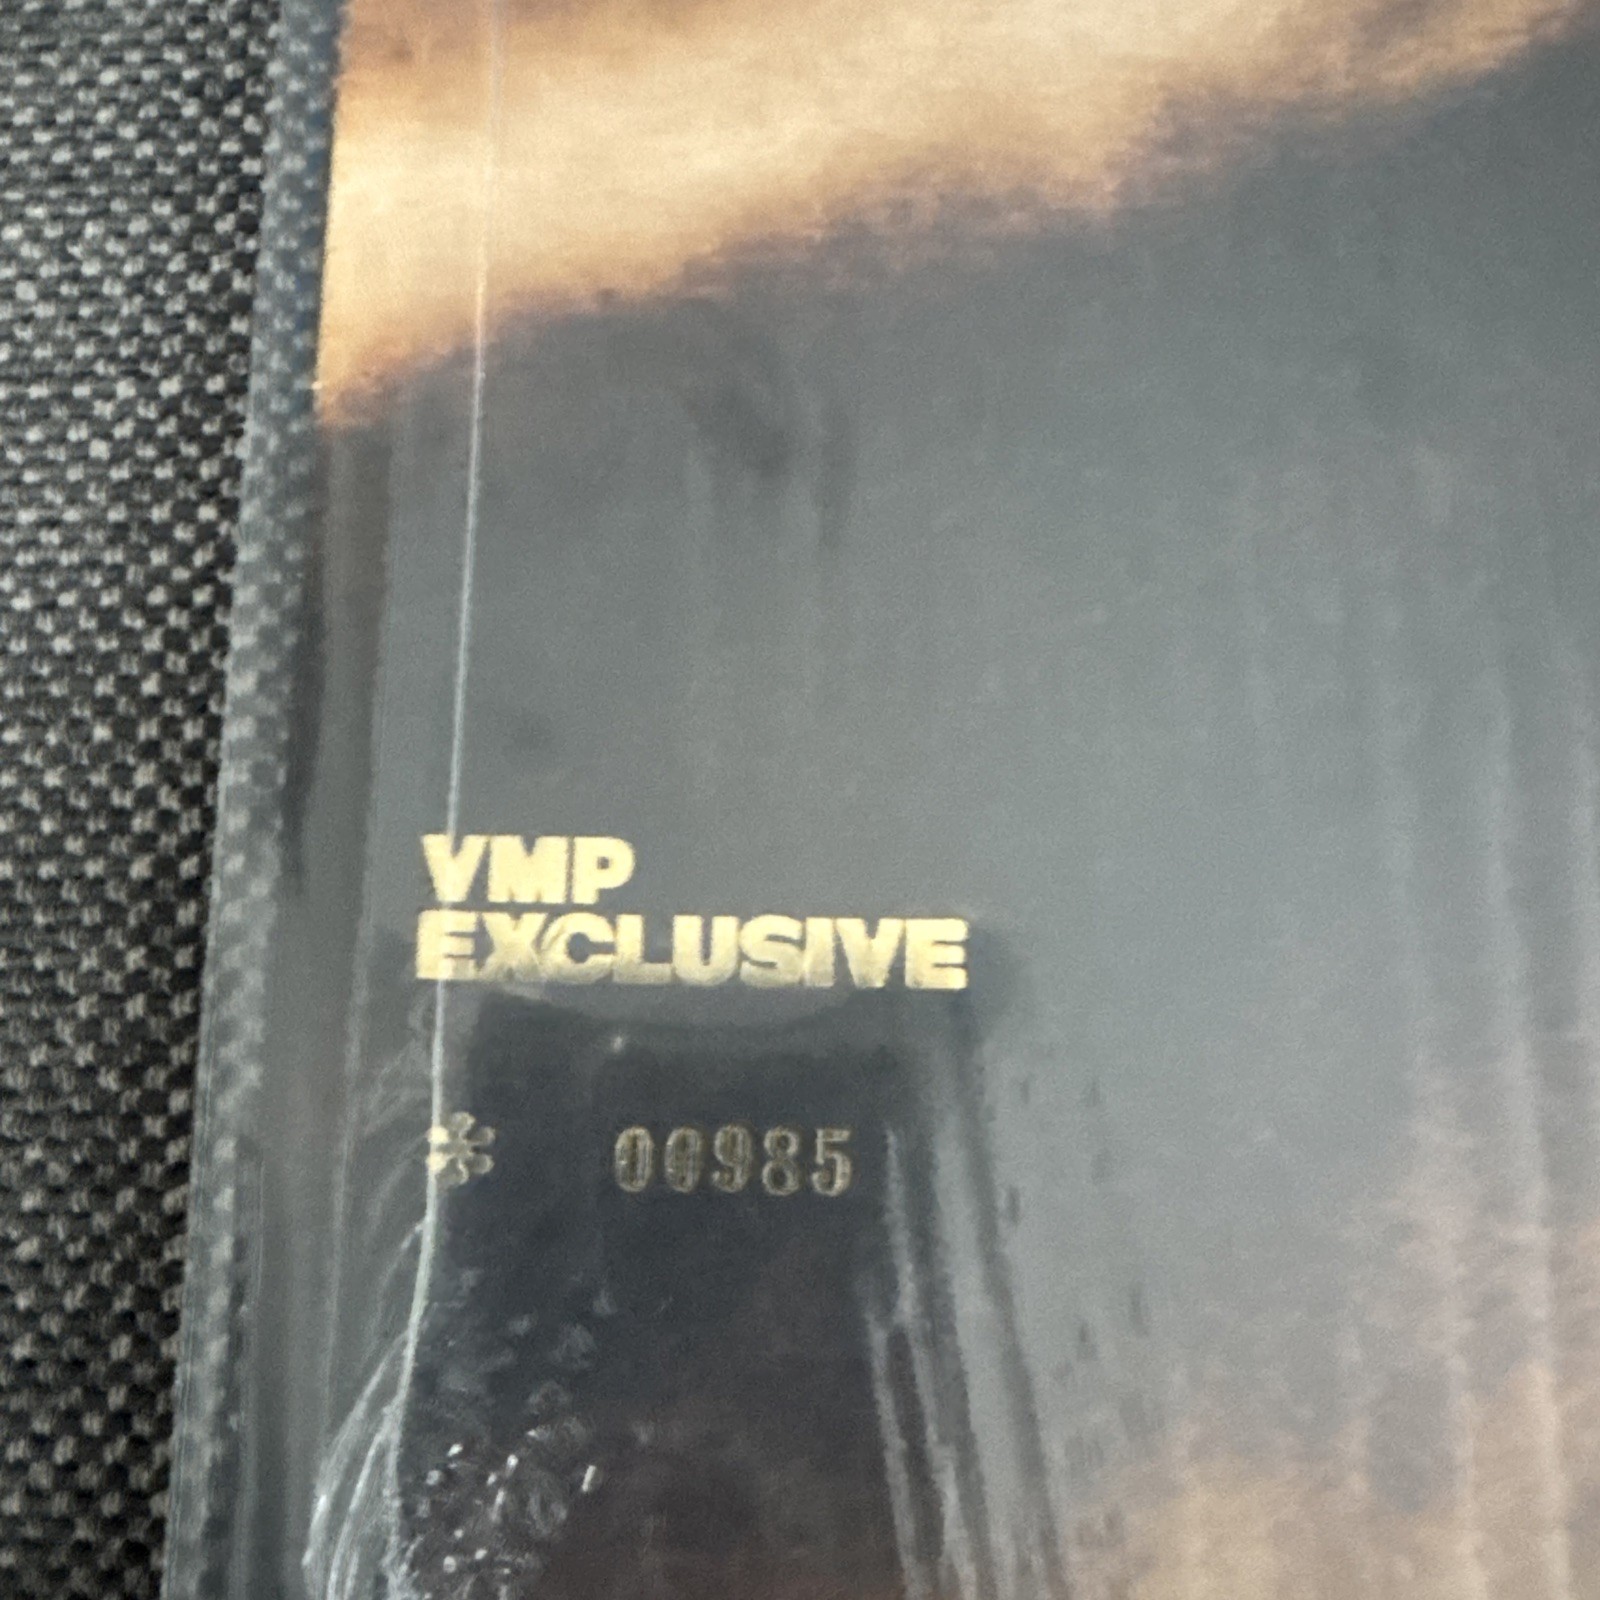 VMP
EXCLUSIVE
* 00985